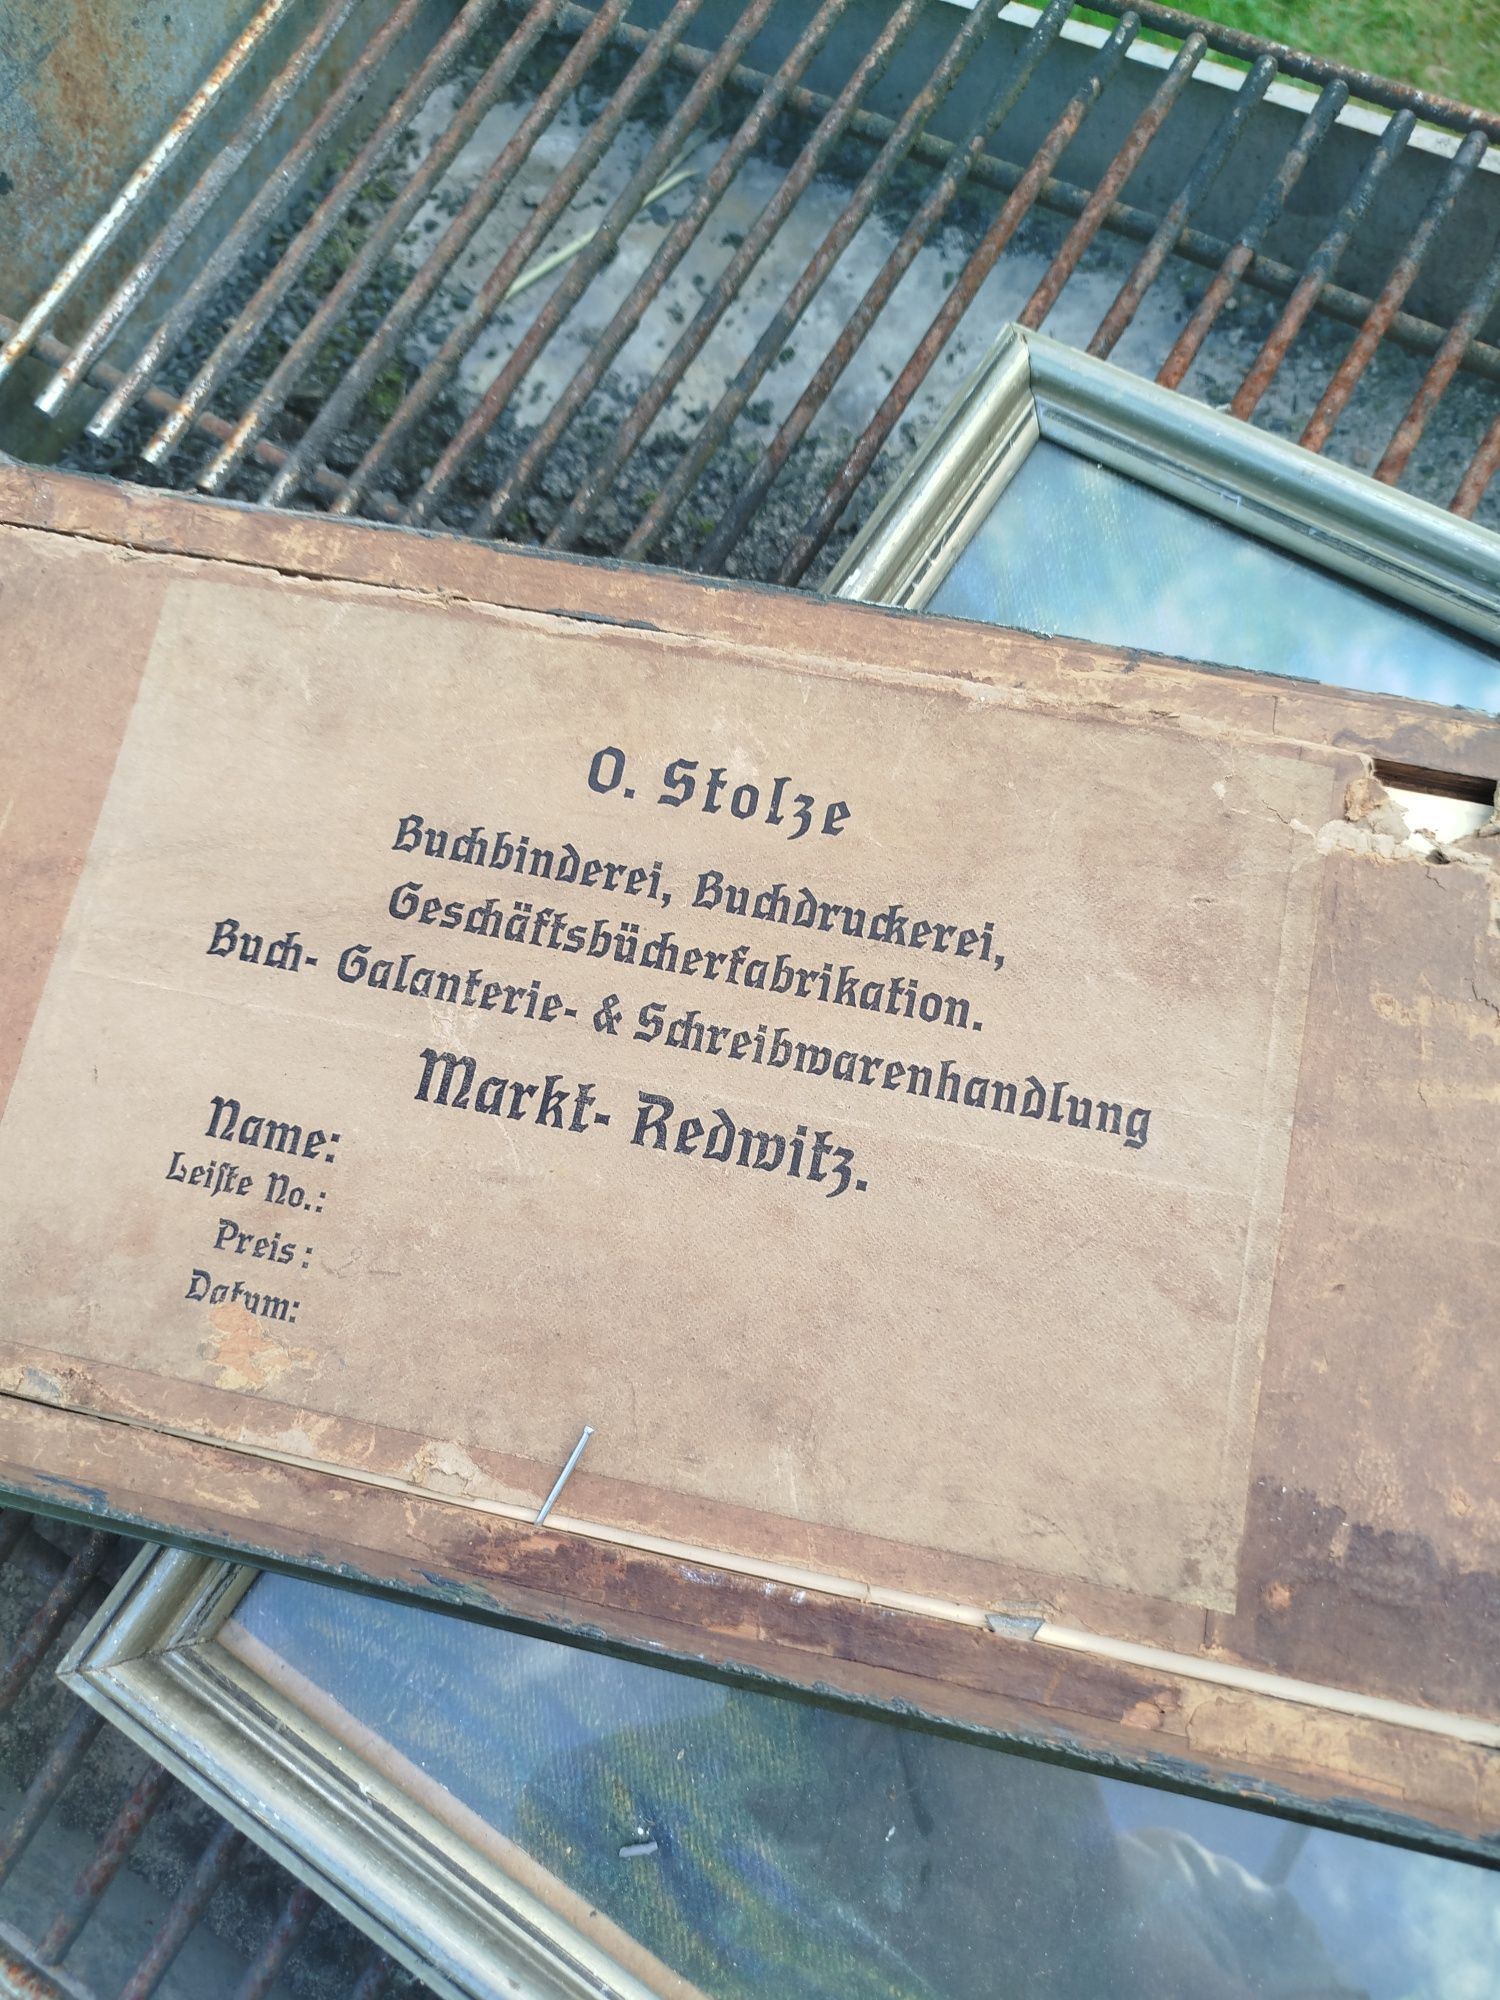 O. Stolze
Buchbinderei, Buchdruckerei,
Geschäftsbücherfabrikation.
Buch- Galanterie- & Schreibwarenhandlung
Markt- Redwitz.
Name:
Leiſte No.:
Preis:
Datum: